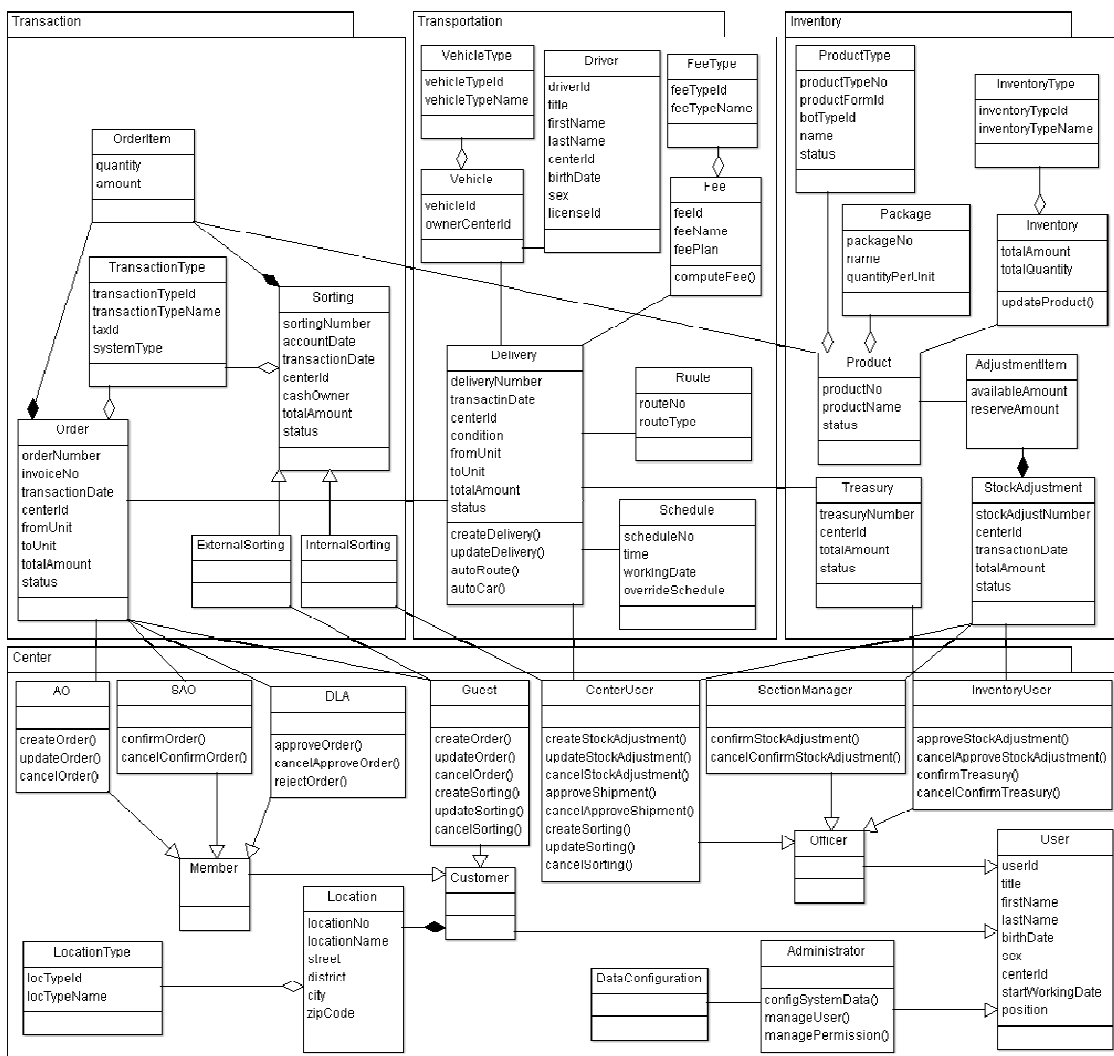 Transaction
OrderItem
quantity
amount
TransactionType
transactionTypeId
transactionTypeName
taxId
systemType
Sorting
sortingNumber
accountDate
transactionDate
centerId
cashOwner
totalAmount
status
Order
orderNumber
invoiceNo
transactionDate
centerId
fromUnit
toUnit
totalAmount
status
ExternalSorting
InternalSorting
Transportation
VehicleType
vehicleTypeId
vehicleTypeName
Driver
driverId
title
firstName
lastName
centerId
birthDate
sex
licenseId
FeeType
feeTypeId
feeTypeName
Vehicle
vehicleId
ownerCenterId
Fee
feeId
feeName
feePlan
computeFee()
Delivery
deliveryNumber
transactinDate
centerId
condition
fromUnit
toUnit
totalAmount
status
createDelivery()
updateDelivery()
autoRoute()
autoCar()
Route
routeNo
routeType
Schedule
scheduleNo
time
workingDate
overrideSchedule
Inventory
ProductType
productTypeNo
productFormId
botTypeId
name
status
InventoryType
inventoryTypeId
inventoryTypeName
Package
packageNo
name
quantityPerUnit
Inventory
totalAmount
totalQuantity
updateProduct()
Product
productNo
productName
status
AdjustmentItem
availableAmount
reserveAmount
Treasury
treasuryNumber
centerId
totalAmount
status
StockAdjustment
stockAdjustNumber
centerId
transactionDate
totalAmount
status
Center
AO
createOrder()
updateOrder()
cancelOrder()
SAO
confirmOrder()
cancelConfirmOrder()
DLA
approveOrder()
cancelApproveOrder()
rejectOrder()
Guest
createOrder()
updateOrder()
cancelOrder()
createSorting()
updateSorting()
cancelSorting()
CenterUser
createStockAdjustment()
updateStockAdjustment()
cancelStockAdjustment()
approveShipment()
cancelApproveShipment()
createSorting()
updateSorting()
cancelSorting()
SectionManager
confirmStockAdjustment()
cancelConfirmStockAdjustment()
InventoryUser
approveStockAdjustment()
cancelApproveStockAdjustment()
confirmTreasury()
cancelConfirmTreasury()
Member
Customer
Officer
User
userId
title
firstName
lastName
birthDate
sex
centerId
startWorkingDate
position
Location
locationNo
locationName
street
district
city
zipCode
LocationType
locTypeId
locTypeName
DataConfiguration
Administrator
configSystemData()
manageUser()
managePermission()